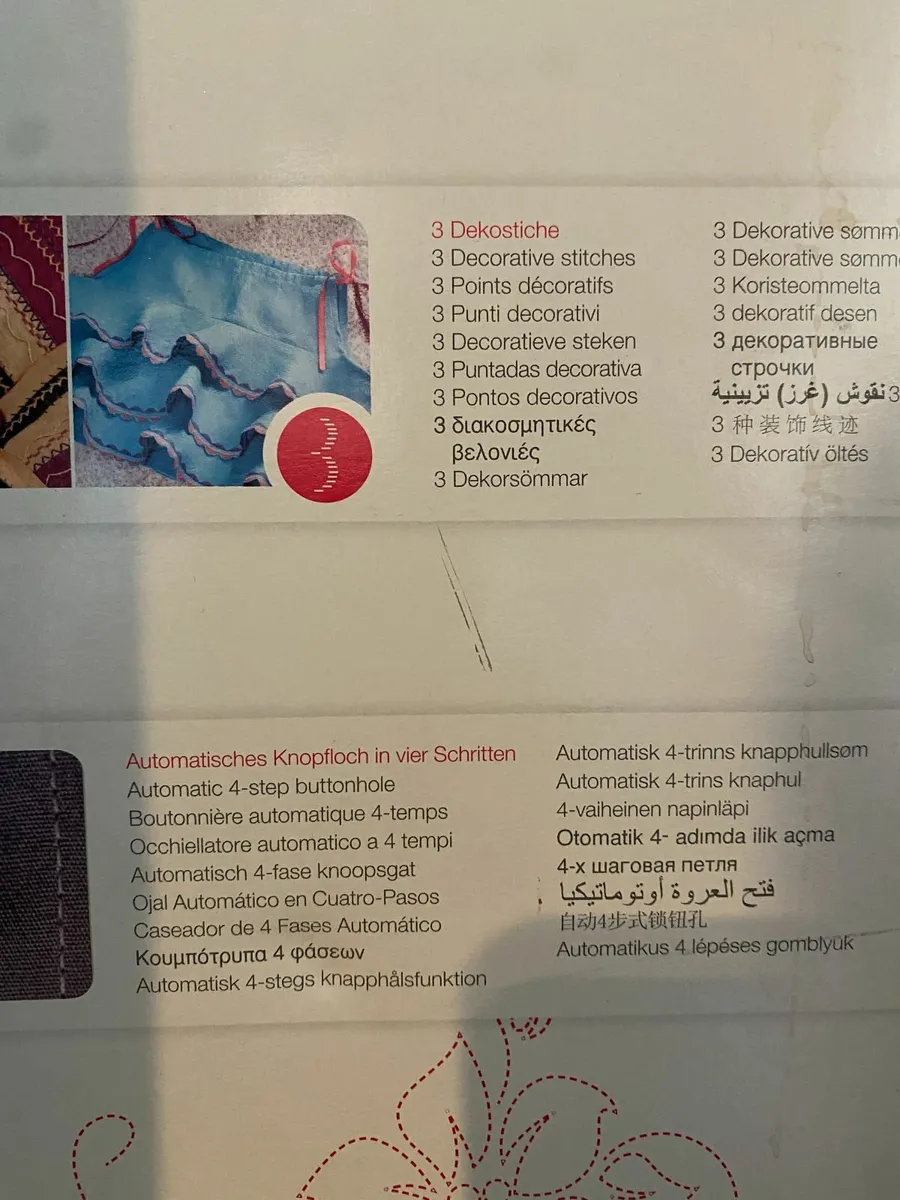 3 Dekostiche
3 Decorative stitches
3 Points décoratifs
3 Punti decorativi
3 Decoratieve steken
3 Puntadas decorativa
3 Pontos decorativos
3 διακοσμητικές
βελονιές
3 Dekorsömmar
3 Dekorative sømm
3 Dekorative sømme
3 Koristeommelta
3 dekoratif desen
3 декоративные
строчки
3 نقوش (غرز) تزيينية
3 种装饰线迹
3 Dekoratív öltés
Automatisches Knopfloch in vier Schritten
Automatic 4-step buttonhole
Boutonnière automatique 4-temps
Occhiellatore automatico a 4 tempi
Automatisch 4-fase knoopsgat
Ojal Automático en Cuatro-Pasos
Caseador de 4 Fases Automático
Κουμπότρυπα 4 φάσεων
Automatisk 4-stegs knapphålsfunktion
Automatisk 4-trinns knapphullsøm
Automatisk 4-trins knaphul
4-vaiheinen napinläpi
Otomatik 4- adımda ilik açma
4-х шаговая петля
فتح العروة أوتوماتيكيا
自动4步式锁钮孔
Automatikus 4 lépéses gomblyuk